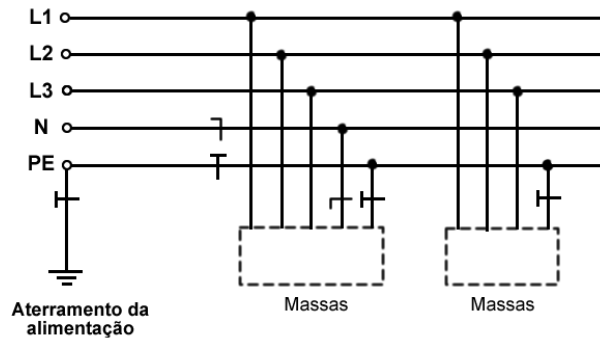 L1
L2
L3
N
PE
Massas
Massas
Aterramento da
alimentação